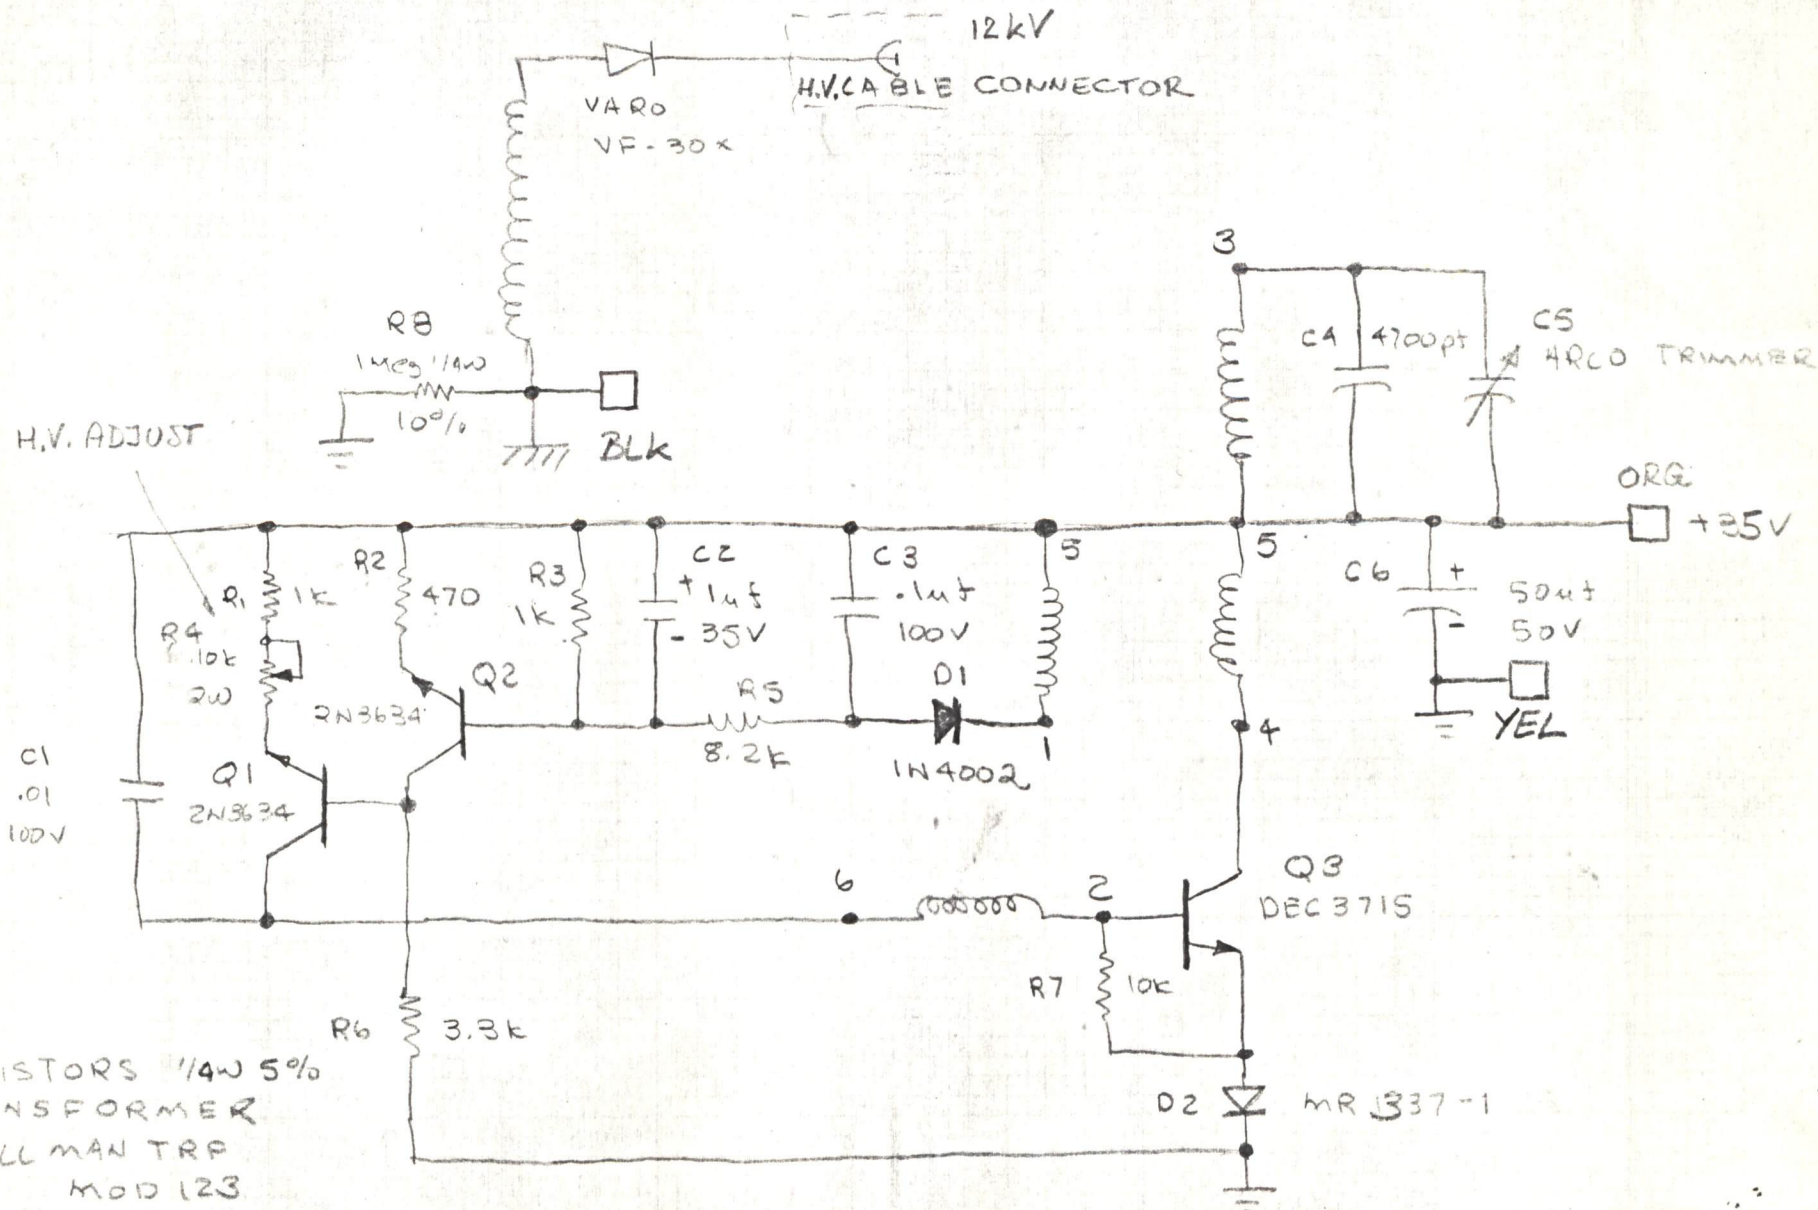 12kV
H.V.CABLE CONNECTOR
VARO
VF-30x
3
R8
1Meg 1/4W
10%
BLK
H.V. ADJUST
C4 4700pf
C5
ARCO TRIMMER
ORG
+35V
5
5
R1 1K
R4
10k
2W
R2
470
R3
1K
C2
+ 1uf
- 35V
C3
.1uf
100V
C6 +
-
50uf
50V
YEL
Q2
2N3634
R5
8.2K
D1
1N4002
1
4
C1
.01
100V
Q1
2N3634
6
2
Q3
DEC3715
R7 10K
R6 3.3K
D2 MR 1337-1
ISTORS 1/4W 5%
NSFORMER
LL MAN TRF
MOD 123